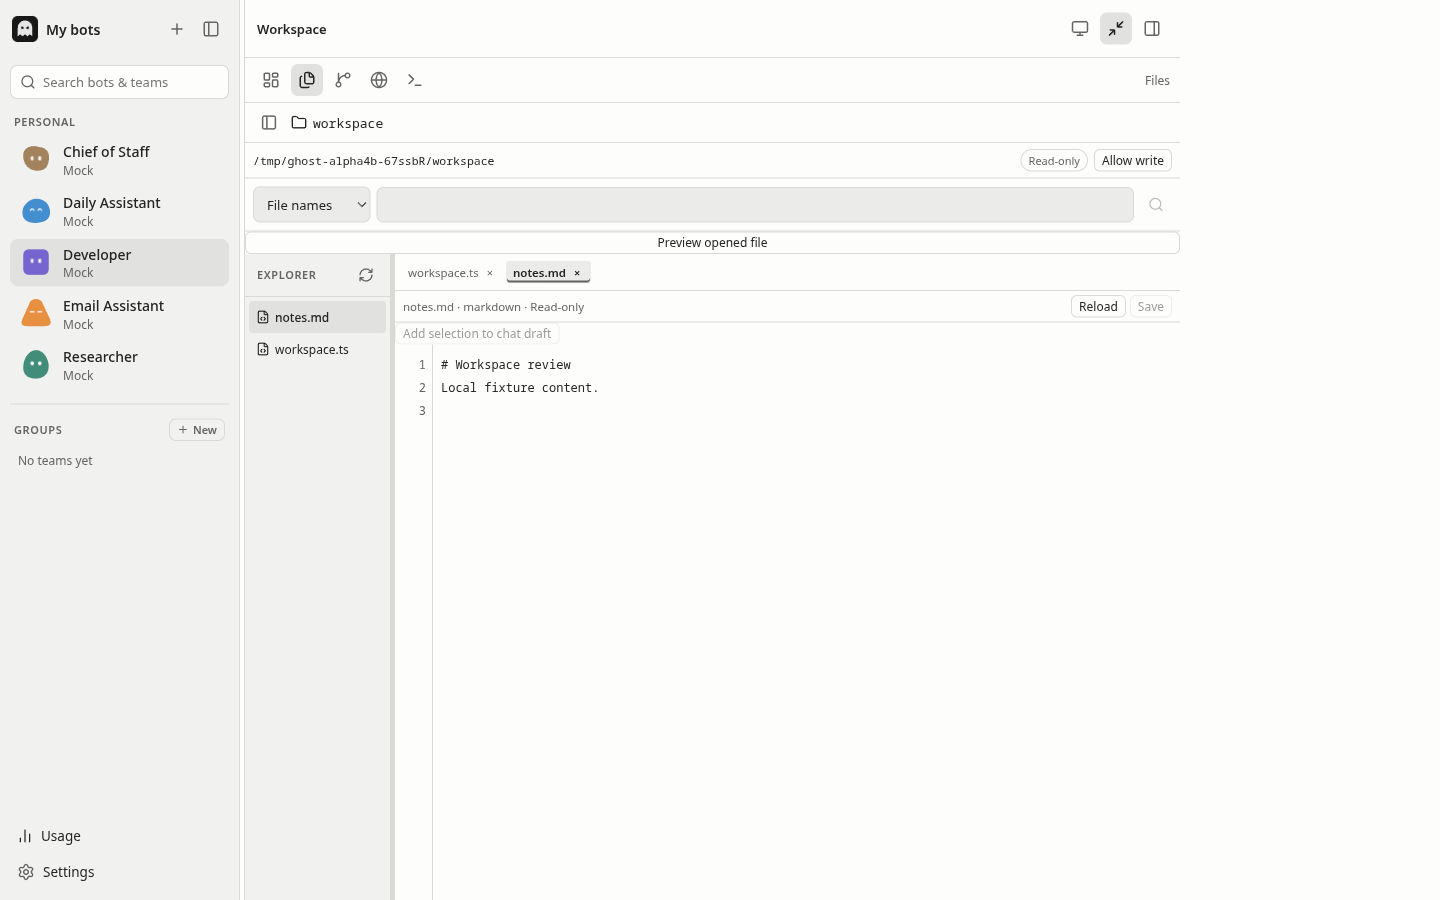 My bots
Search bots & teams
PERSONAL
Chief of Staff
Mock
Daily Assistant
Mock
Developer
Mock
Email Assistant
Mock
Researcher
Mock
GROUPS
New
No teams yet
Usage
Settings
Workspace
Files
workspace
/tmp/ghost-alpha4b-67ssbR/workspace
Read-only
Allow write
File names
Preview opened file
EXPLORER
notes.md
workspace.ts
workspace.ts ×
notes.md ×
notes.md · markdown · Read-only
Reload
Save
Add selection to chat draft
1 # Workspace review
2 Local fixture content.
3